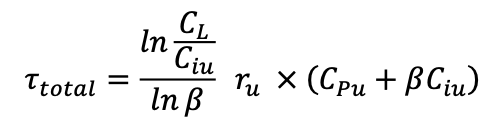 τ_total = (ln(C_L/C_iu) / ln β) r_u × (C_Pu + βC_iu)